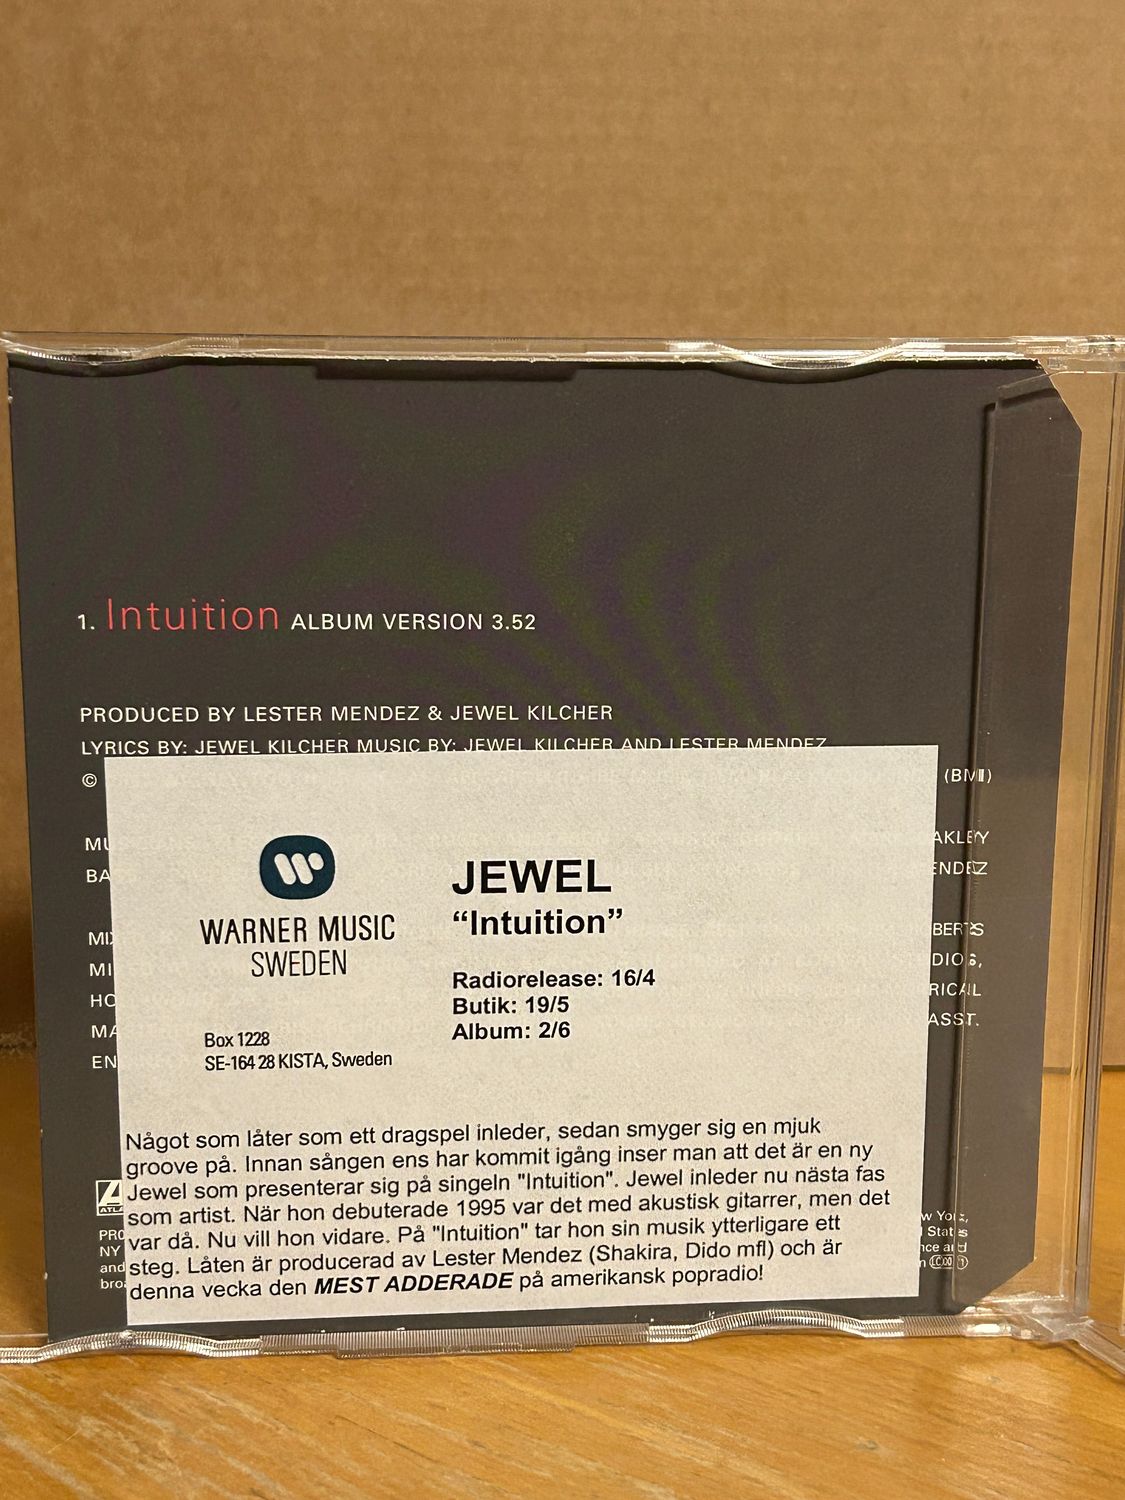 1. Intuition ALBUM VERSION 3.52
PRODUCED BY LESTER MENDEZ & JEWEL KILCHER
LYRICS BY: JEWEL KILCHER MUSIC BY: JEWEL KILCHER AND LESTER MENDEZ
© (BMI)
WARNER MUSIC
SWEDEN
Box 1228
SE-164 28 KISTA, Sweden
JEWEL
“Intuition”
Radiorelease: 16/4
Butik: 19/5
Album: 2/6
Något som låter som ett dragspel inleder, sedan smyger sig en mjuk
groove på. Innan sången ens har kommit igång inser man att det är en ny
Jewel som presenterar sig på singeln "Intuition". Jewel inleder nu nästa fas
som artist. När hon debuterade 1995 var det med akustisk gitarrer, men det
var då. Nu vill hon vidare. På "Intuition" tar hon sin musik ytterligare ett
steg. Låten är producerad av Lester Mendez (Shakira, Dido mfl) och är
denna vecka den MEST ADDERADE på amerikansk popradio!